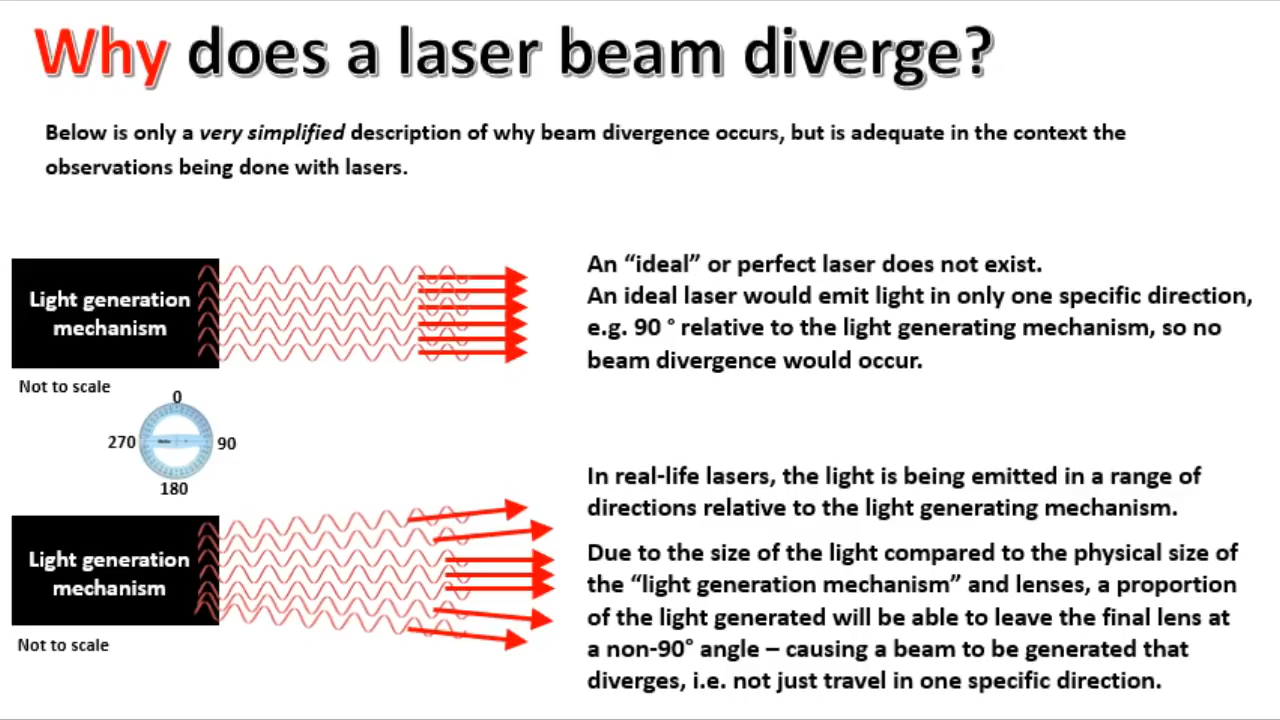 Why does a laser beam diverge?
Below is only a very simplified description of why beam divergence occurs, but is adequate in the context the
observations being done with lasers.
Light generation
mechanism
Not to scale
An “ideal” or perfect laser does not exist.
An ideal laser would emit light in only one specific direction,
e.g. 90 ° relative to the light generating mechanism, so no
beam divergence would occur.
0
270
90
180
Light generation
mechanism
Not to scale
In real-life lasers, the light is being emitted in a range of
directions relative to the light generating mechanism.
Due to the size of the light compared to the physical size of
the “light generation mechanism” and lenses, a proportion
of the light generated will be able to leave the final lens at
a non-90° angle – causing a beam to be generated that
diverges, i.e. not just travel in one specific direction.